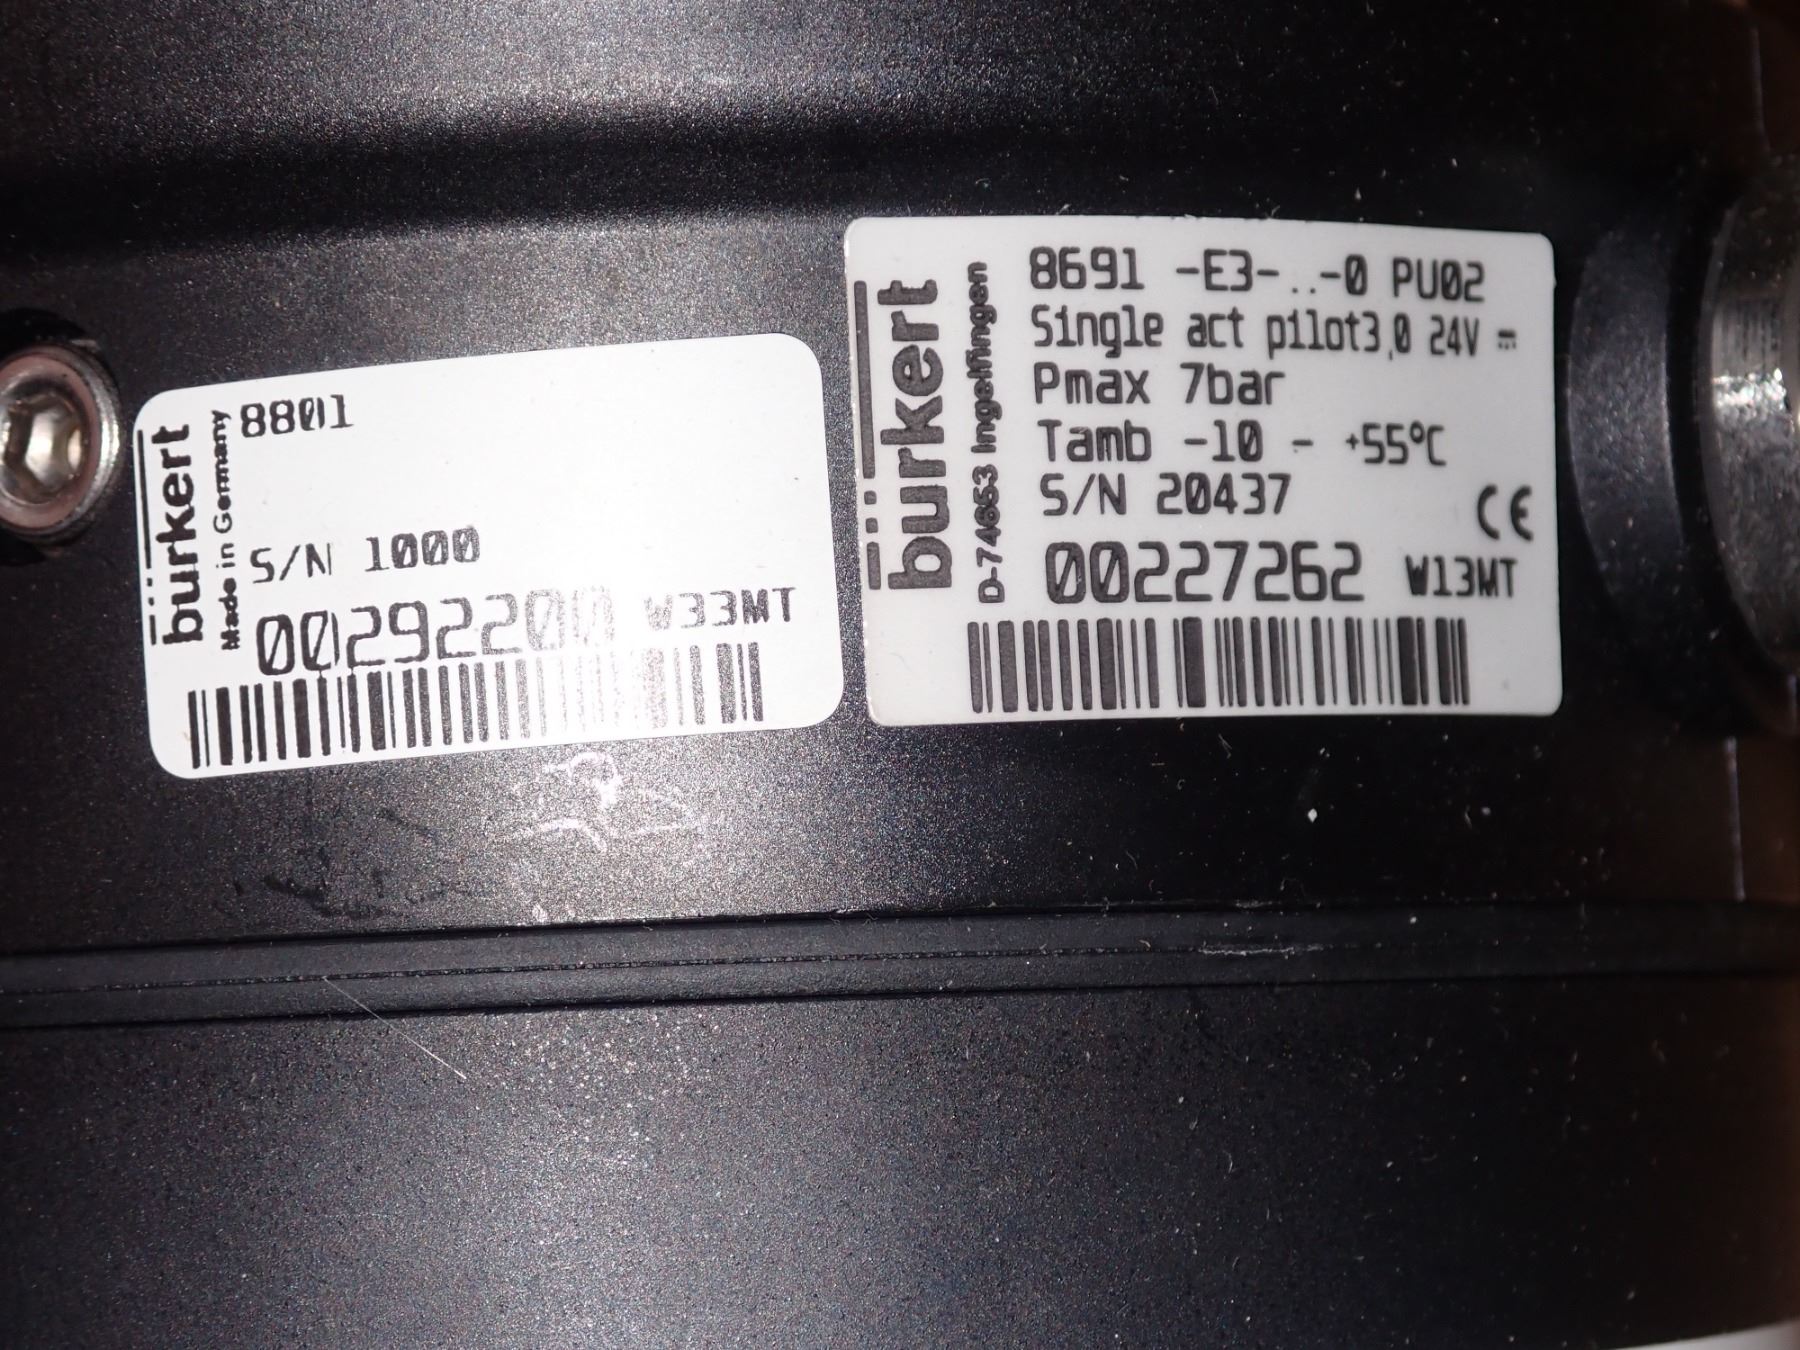 bürkert
Made in Germany
8801
S/N 1000
00292200 W33MT
bürkert
D-74653 Ingelfingen
8691 -E3-..-0 PU02
Single act pilot3,0 24V ⎓
Pmax 7bar
Tamb -10 - +55°C
S/N 20437
CE
00227262 W13MT